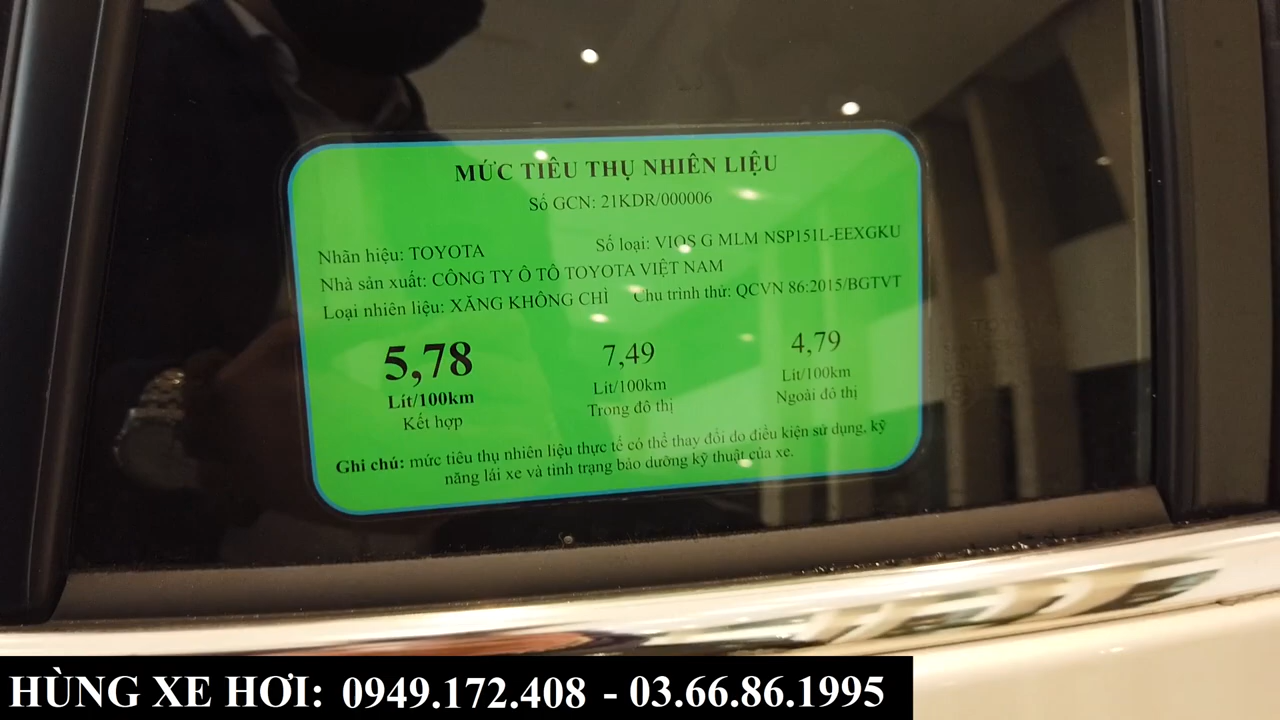 MỨC TIÊU THỤ NHIÊN LIỆU
Số GCN: 21KDR/000006
Nhãn hiệu: TOYOTA Số loại: VIOS G MLM NSP151L-EEXGKU
Nhà sản xuất: CÔNG TY Ô TÔ TOYOTA VIỆT NAM
Loại nhiên liệu: XĂNG KHÔNG CHÌ Chu trình thử: QCVN 86:2015/BGTVT
5,78 7,49 4,79
Lít/100km Lít/100km Lít/100km
Kết hợp Trong đô thị Ngoài đô thị
Ghi chú: mức tiêu thụ nhiên liệu thực tế có thể thay đổi do điều kiện sử dụng, kỹ
năng lái xe và tình trạng bảo dưỡng kỹ thuật của xe.
HÙNG XE HƠI: 0949.172.408 - 03.66.86.1995